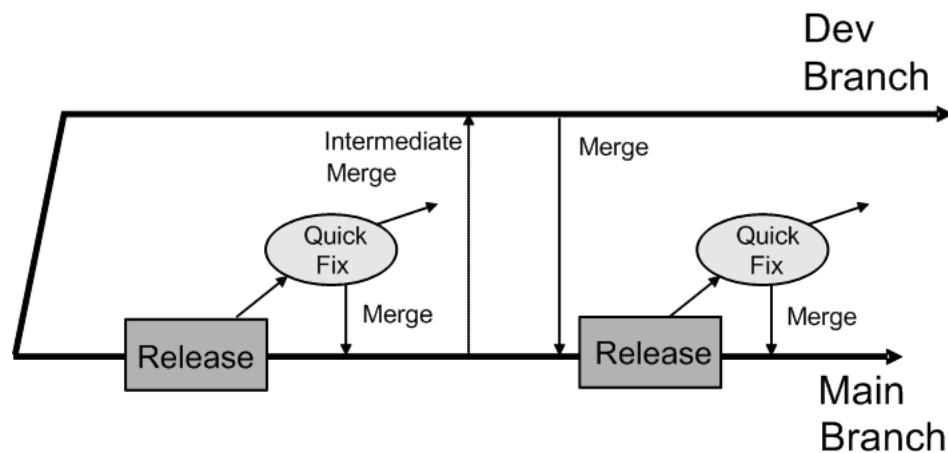 Dev
Branch
Intermediate
Merge
Merge
Quick
Fix
Quick
Fix
Merge
Merge
Release
Release
Main
Branch